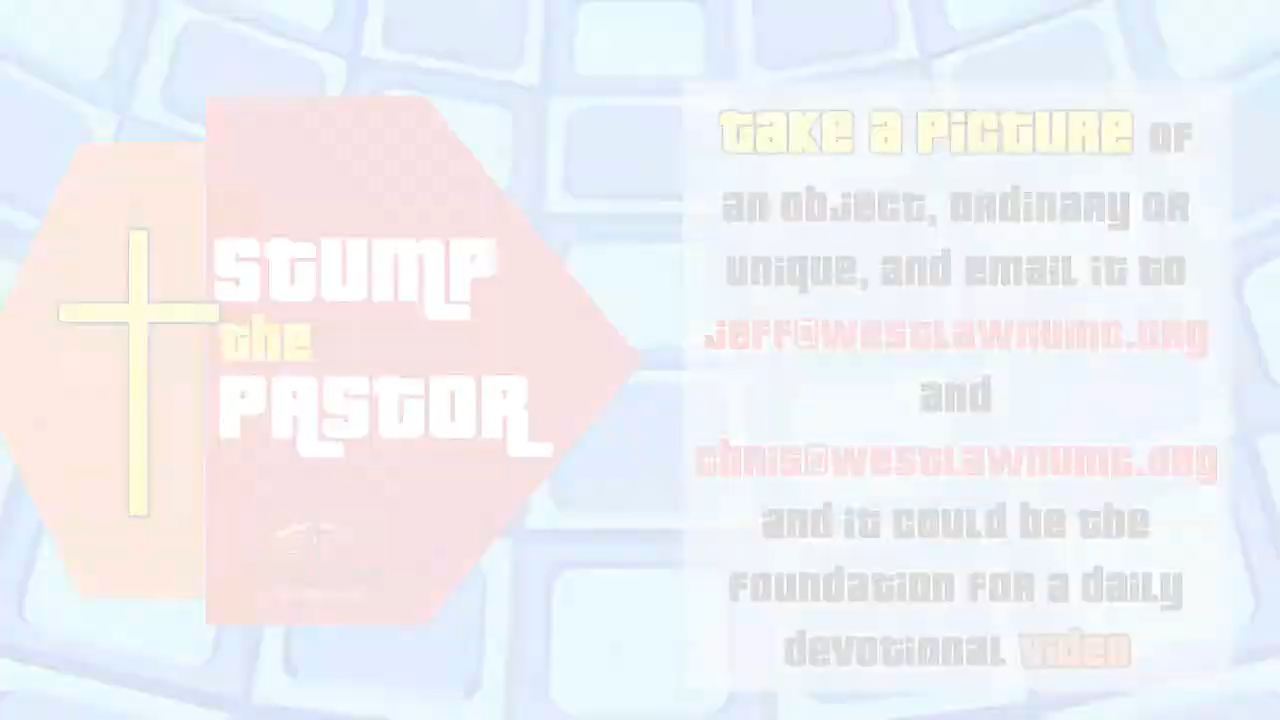 STUMP
the
PASTOR
take a picture of
an object, ordinary or
unique, and email it to
jeff@westlawnumc.org
and
chris@westlawnumc.org
and it could be the
foundation for a daily
devotional video